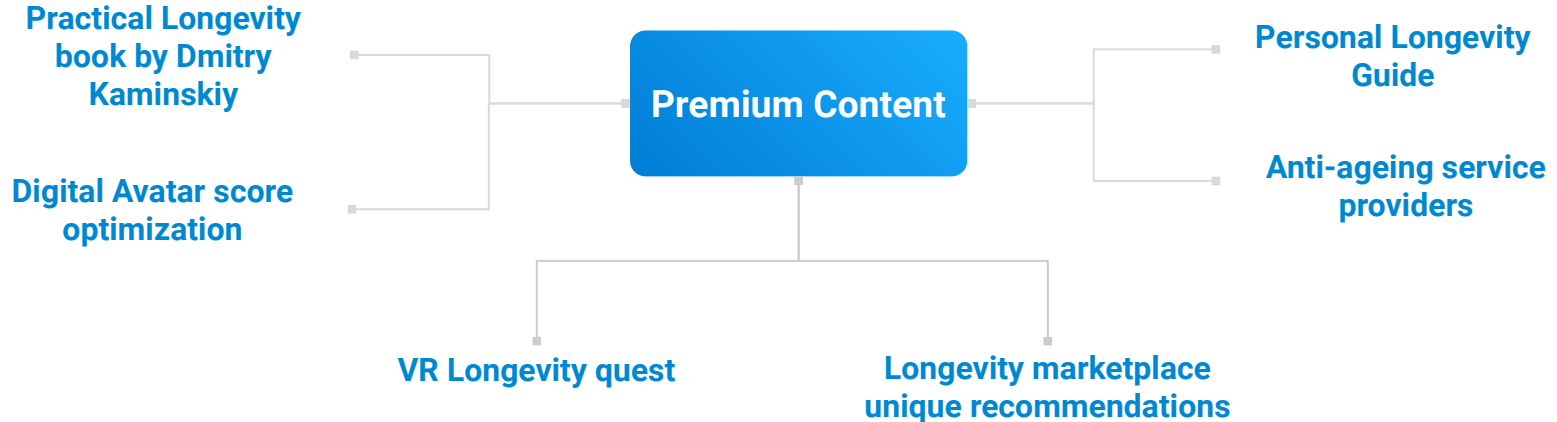 Practical Longevity
book by Dmitry
Kaminskiy
Digital Avatar score
optimization
Premium Content
Personal Longevity
Guide
Anti-ageing service
providers
VR Longevity quest
Longevity marketplace
unique recommendations